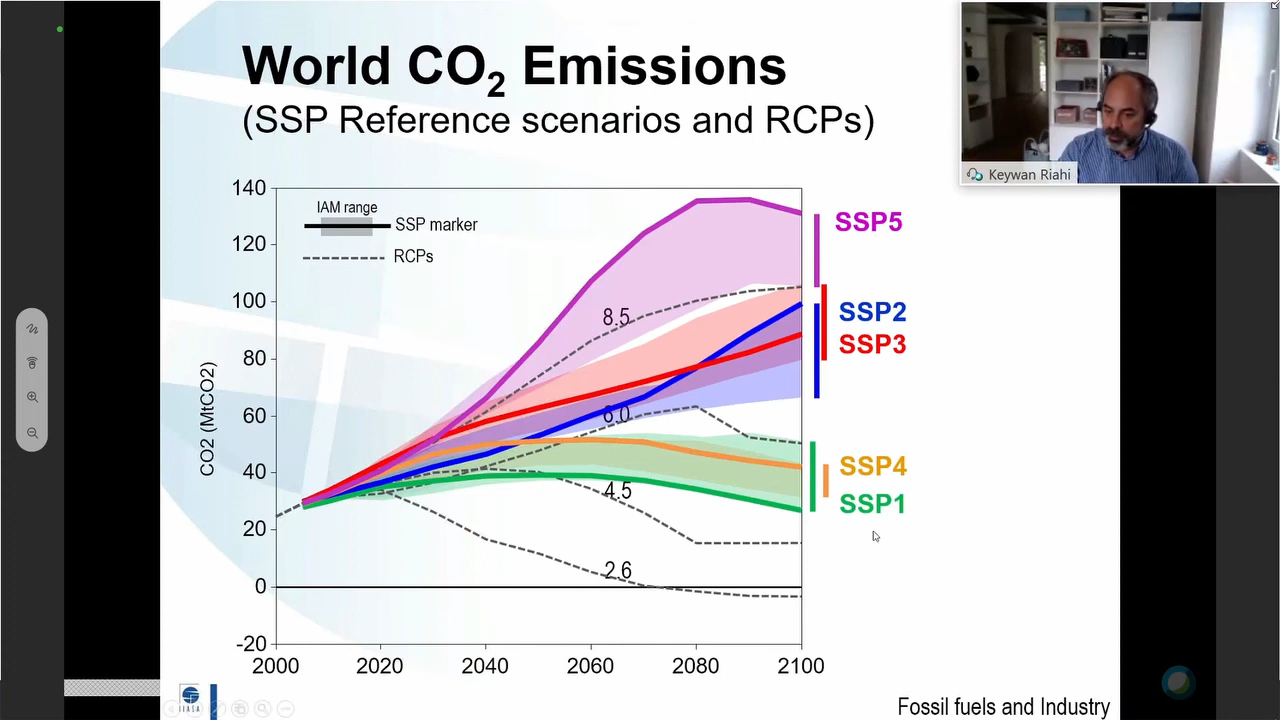 World CO2 Emissions
(SSP Reference scenarios and RCPs)
Keywan Riahi
140
120
100
80
60
40
20
0
-20
CO2 (MtCO2)
IAM range
SSP marker
RCPs
8.5
6.0
4.5
2.6
SSP5
SSP2
SSP3
SSP4
SSP1
2000 2020 2040 2060 2080 2100
IIASA
Fossil fuels and Industry